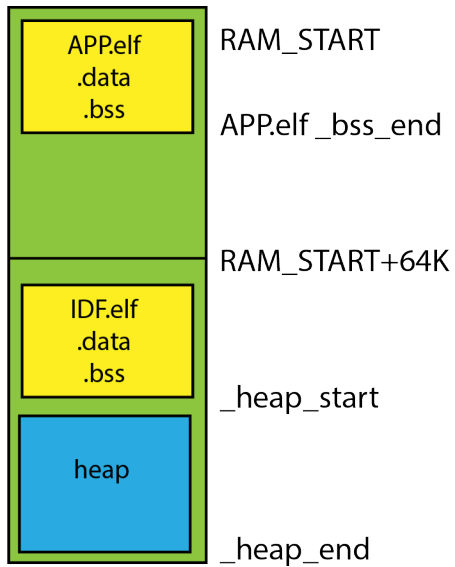 APP.elf
.data
.bss
RAM_START
APP.elf _bss_end
RAM_START+64K
IDF.elf
.data
.bss
_heap_start
heap
_heap_end